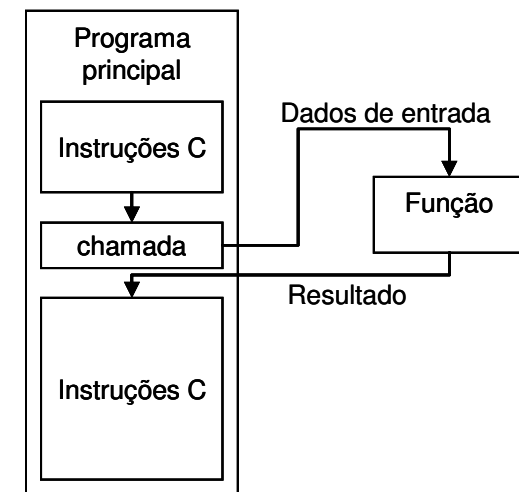 Programa
principal
Instruções C
Dados de entrada
chamada
Função
Resultado
Instruções C